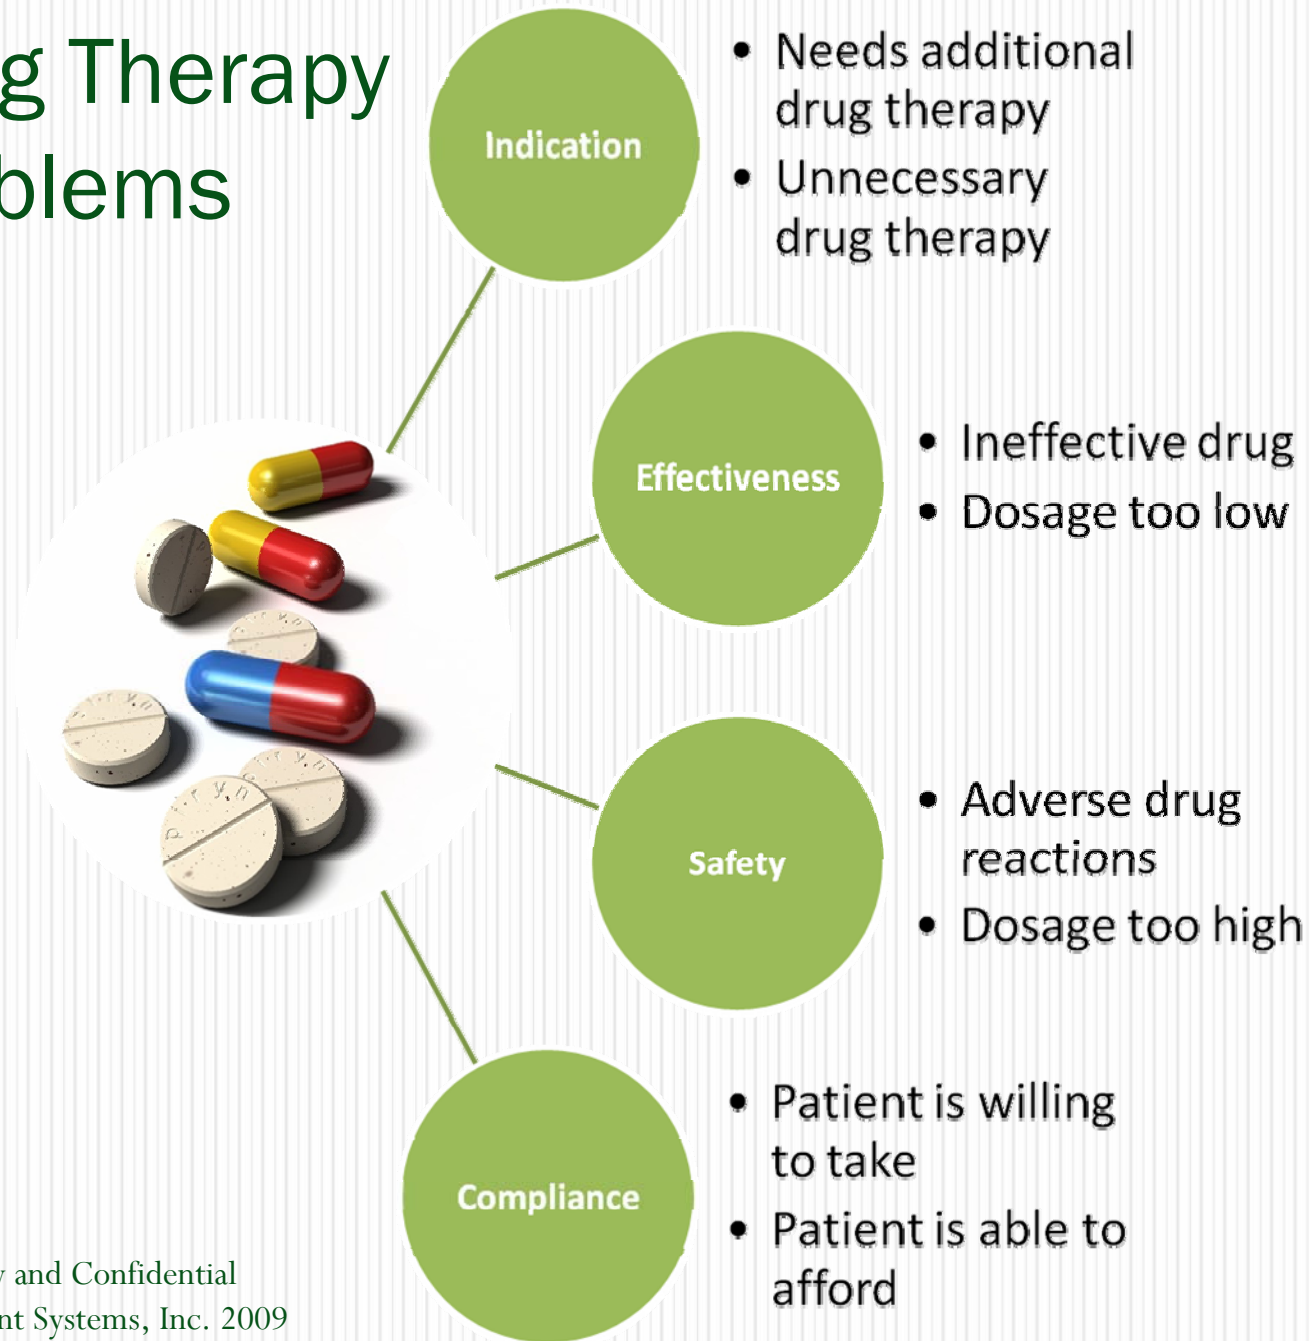 g Therapy
blems
Indication
• Needs additional
drug therapy
• Unnecessary
drug therapy
Effectiveness
• Ineffective drug
• Dosage too low
Safety
• Adverse drug
reactions
• Dosage too high
Compliance
• Patient is willing
to take
• Patient is able to
afford
y and Confidential
nt Systems, Inc. 2009